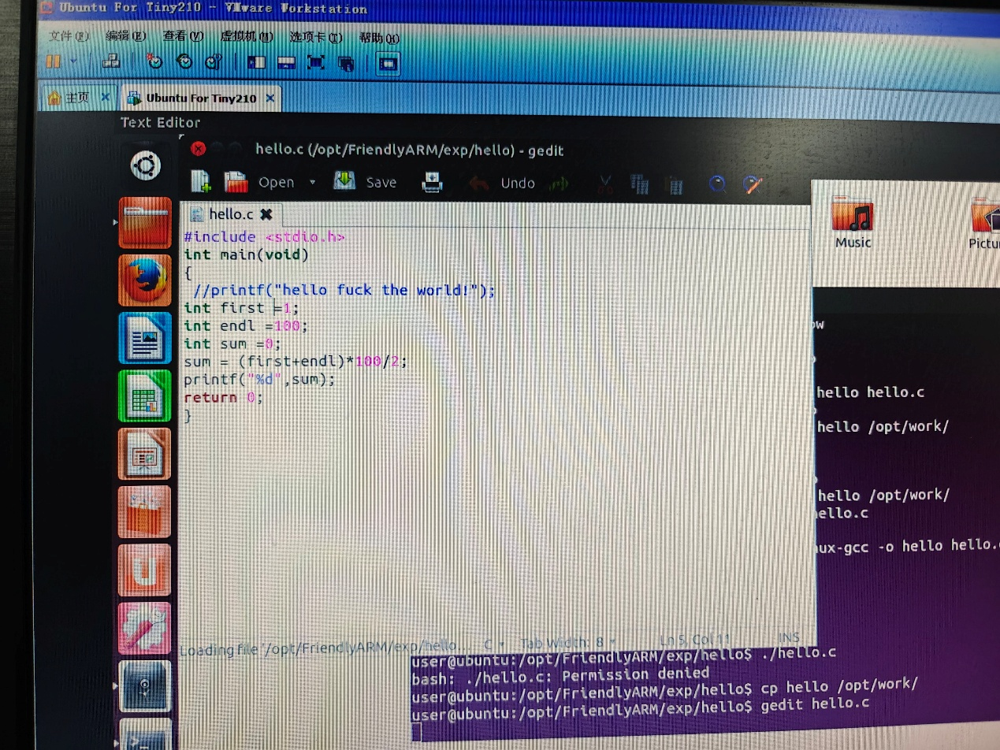 Ubuntu For Tiny210 - VMware Workstation
文件(F) 编辑(E) 查看(V) 虚拟机(M) 选项卡(T) 帮助(H)
主页 Ubuntu For Tiny210
Text Editor
hello.c (/opt/FriendlyARM/exp/hello) - gedit
Open Save Undo
hello.c
#include <stdio.h>
int main(void)
{
//printf("hello fuck the world!");
int first =1;
int endl =100;
int sum =0;
sum = (first+endl)*100/2;
printf("%d",sum);
return 0;
}
Loading file '/opt/FriendlyARM/exp/hello... C Tab Width: 8 Ln 5, Col 11 INS
Music Pictu
ow
hello hello.c
hello /opt/work/
hello /opt/work/
ello.c
ux-gcc -o hello hello.
user@ubuntu:/opt/FriendlyARM/exp/hello$ ./hello.c
bash: ./hello.c: Permission denied
user@ubuntu:/opt/FriendlyARM/exp/hello$ cp hello /opt/work/
user@ubuntu:/opt/FriendlyARM/exp/hello$ gedit hello.c